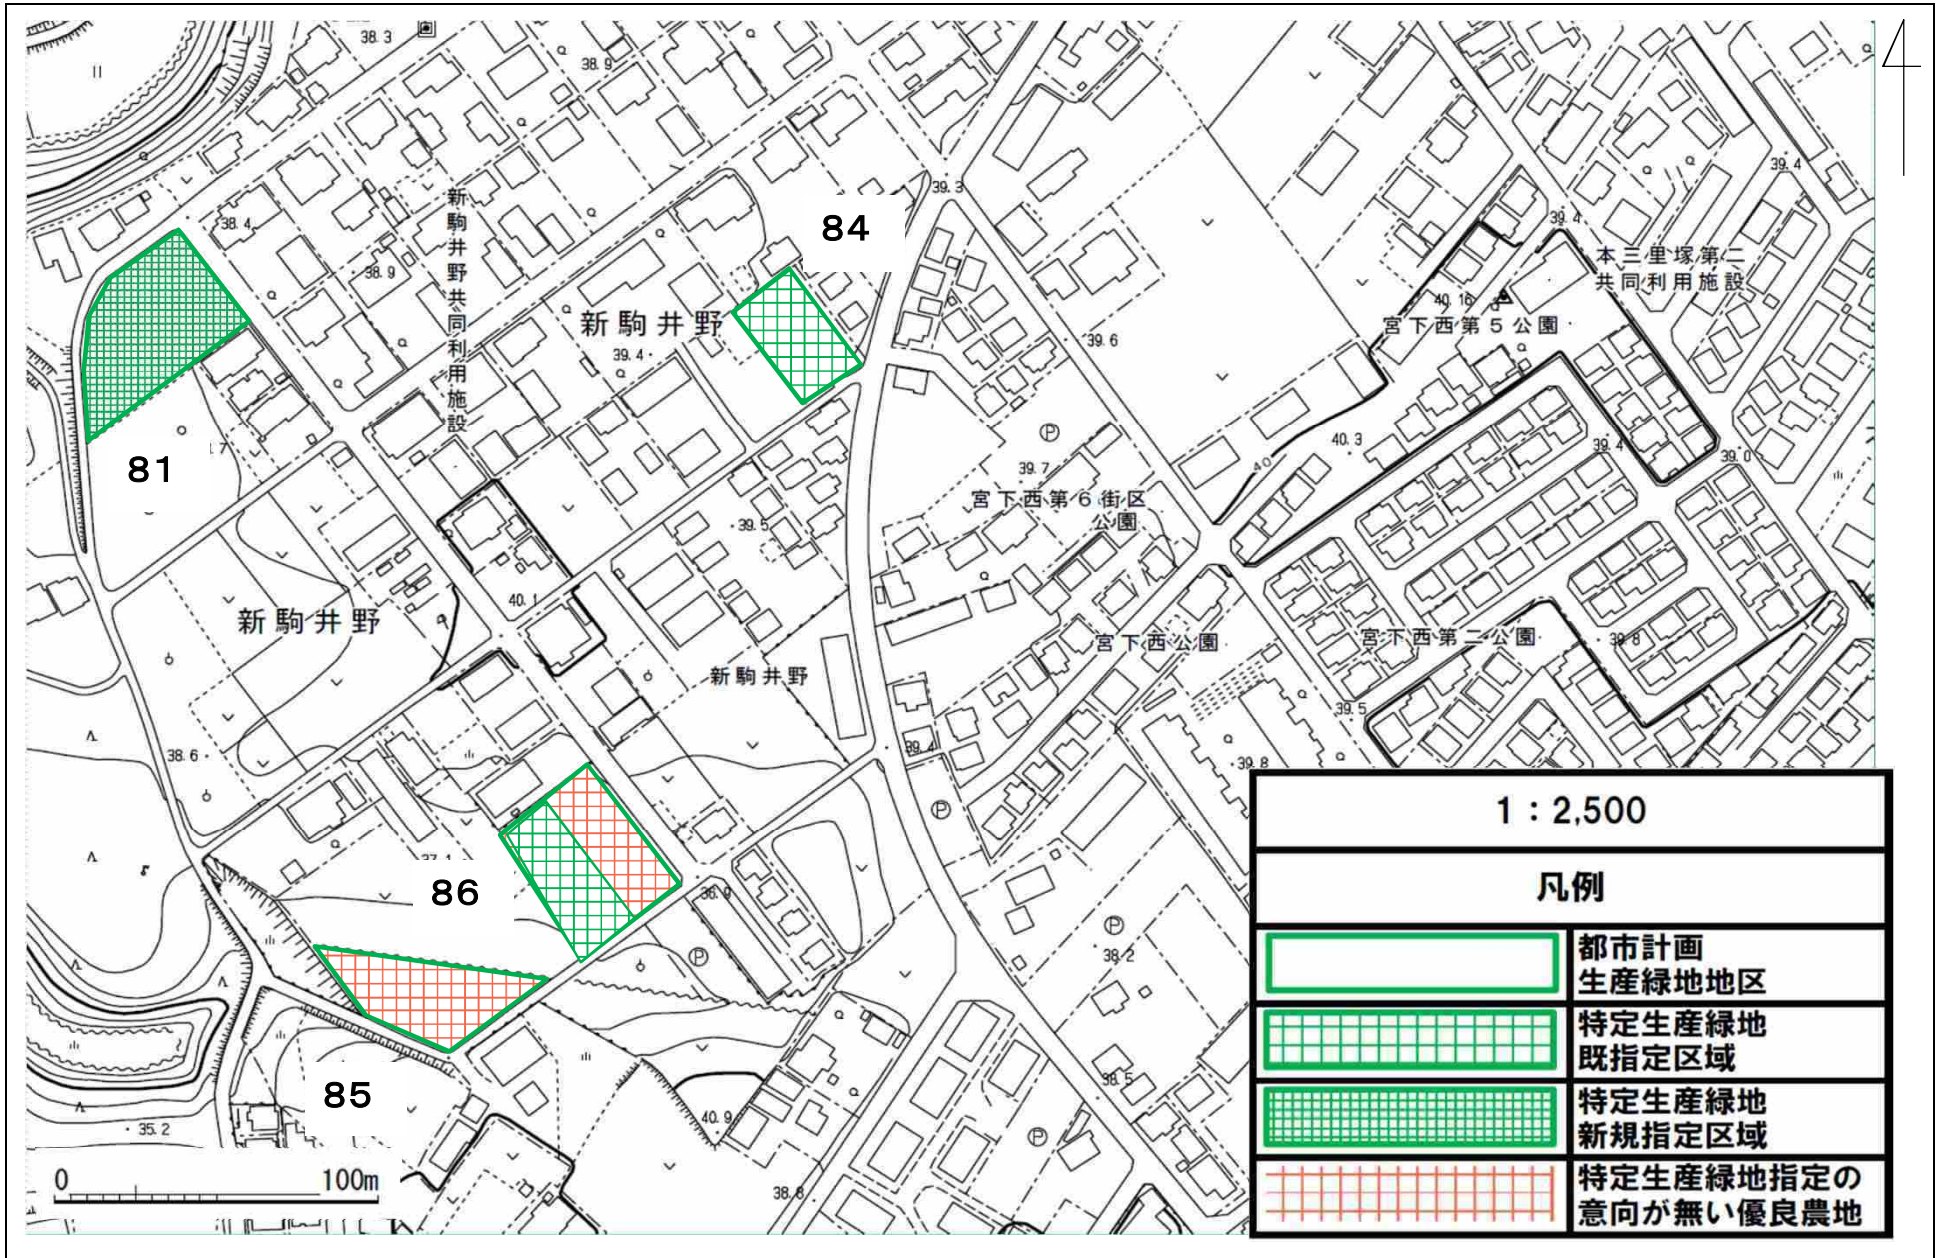 38.3
38.9
39.3
39.4
84
38.4
新駒井野共同利用施設
38.9
39.4
本三里塚第二
共同利用施設
40.16
宮下西第5公園
新駒井野
39.4
39.6
40.3
39.4
39.0
81
.7
P
39.7
40
宮下西第6街区
公園
39.5
40.1
新駒井野
新駒井野
宮下西公園
宮下西第二公園
39.8
39.5
38.6
39.4
39.8
P
86
37.1
36.9
P
P
38.2
85
35.2
38.5
40.9
P
38.8
0 100m
1：2,500
凡例
都市計画
生産緑地地区
特定生産緑地
既指定区域
特定生産緑地
新規指定区域
特定生産緑地指定の
意向が無い優良農地